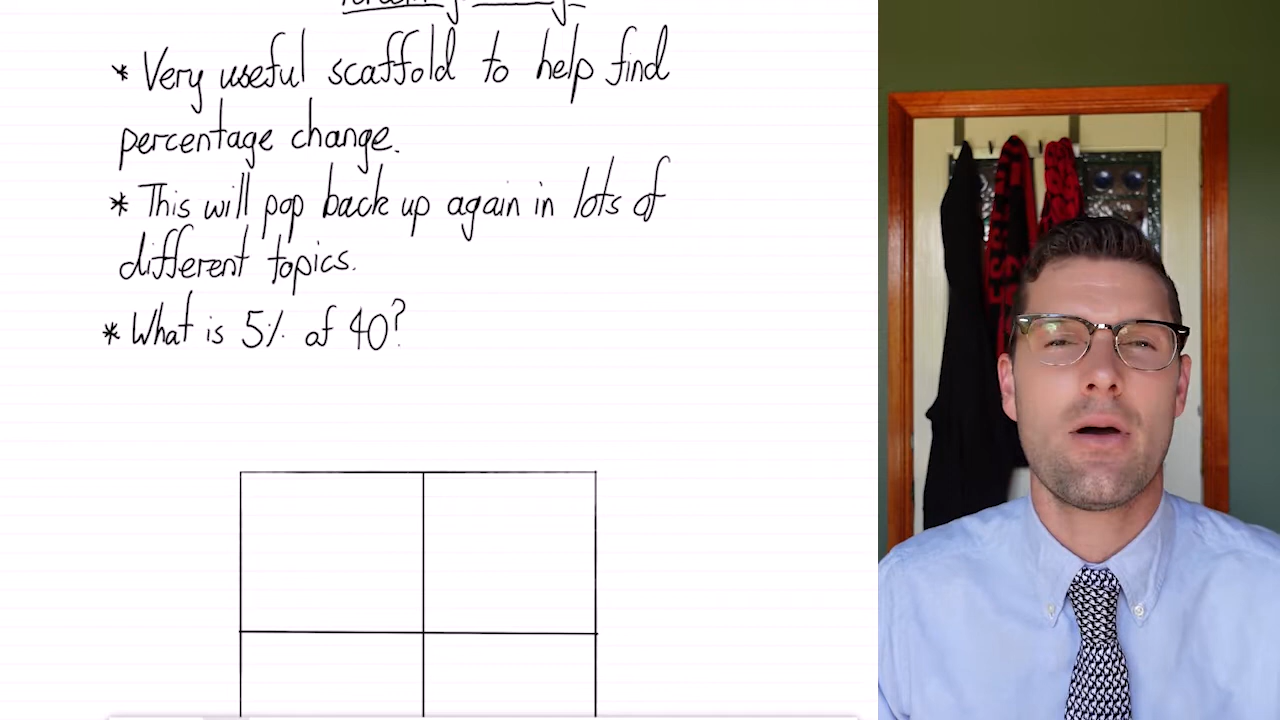 * Very useful scaffold to help find
percentage change.
* This will pop back up again in lots of
different topics.
* What is 5% of 40?